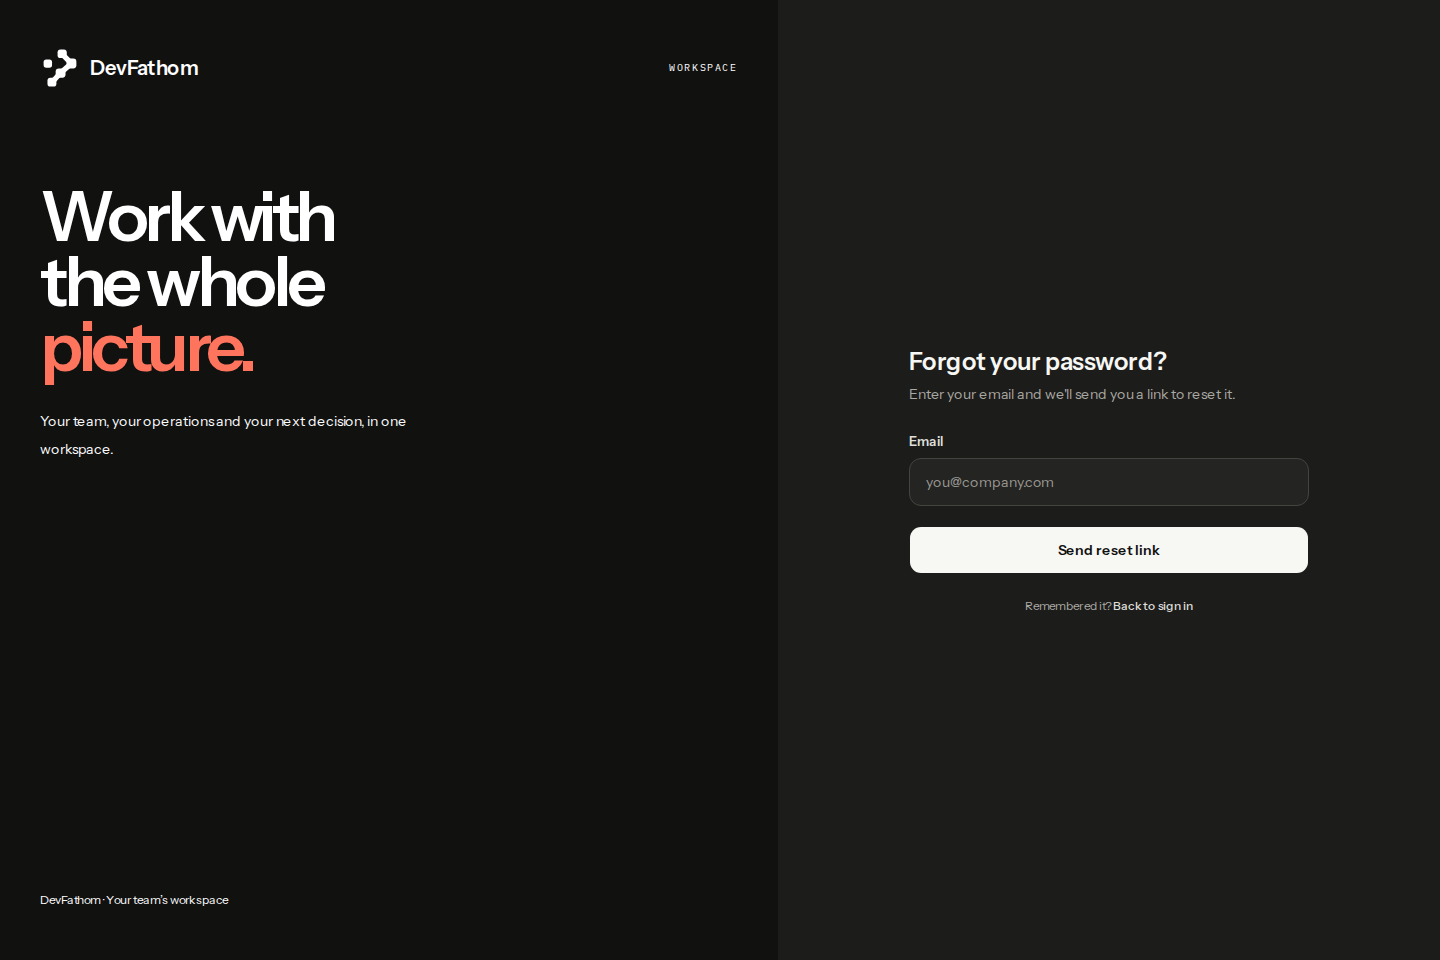 DevFathom
WORKSPACE
Work with
the whole
picture.
Your team, your operations and your next decision, in one
workspace.
DevFathom · Your team's workspace
Forgot your password?
Enter your email and we'll send you a link to reset it.
Email
you@company.com
Send reset link
Remembered it? Back to sign in